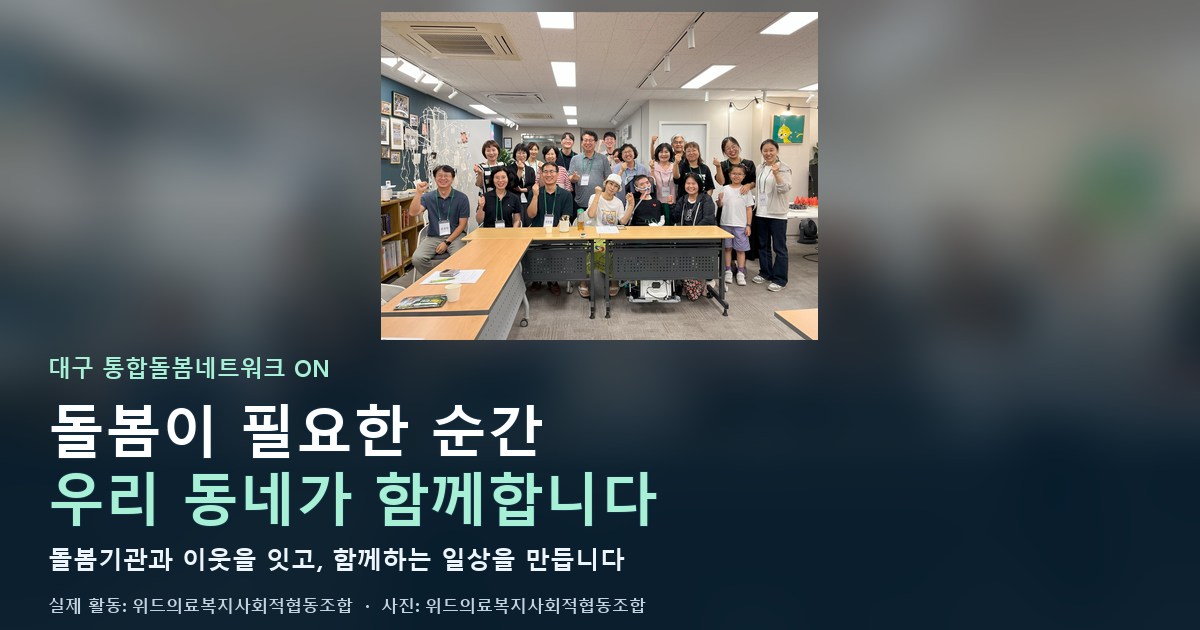 대구 통합돌봄네트워크 ON
돌봄이 필요한 순간
우리 동네가 함께합니다
돌봄기관과 이웃을 잇고, 함께하는 일상을 만듭니다
실제 활동: 위드의료복지사회적협동조합 · 사진: 위드의료복지사회적협동조합